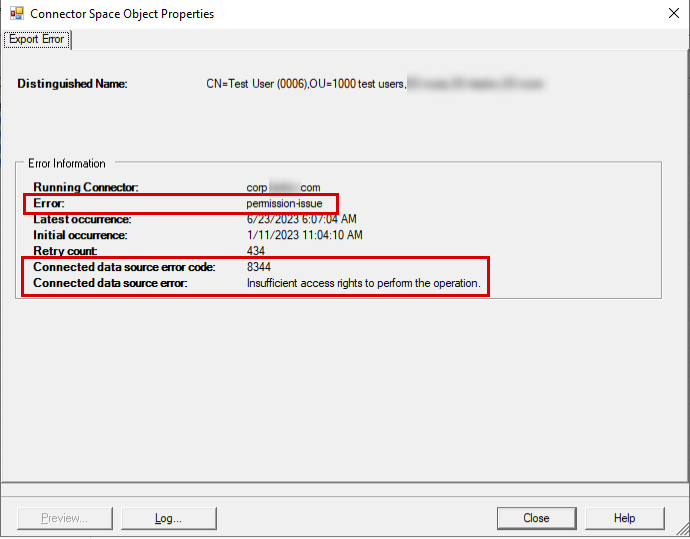 Connector Space Object Properties
Export Error
Distinguished Name: CN=Test User (0006),OU=1000 test users,
Error Information
Running Connector: corp .com
Error: permission-issue
Latest occurrence: 6/23/2023 6:07:04 AM
Initial occurrence: 1/11/2023 11:04:10 AM
Retry count: 434
Connected data source error code: 8344
Connected data source error: Insufficient access rights to perform the operation.
Preview... Log... Close Help